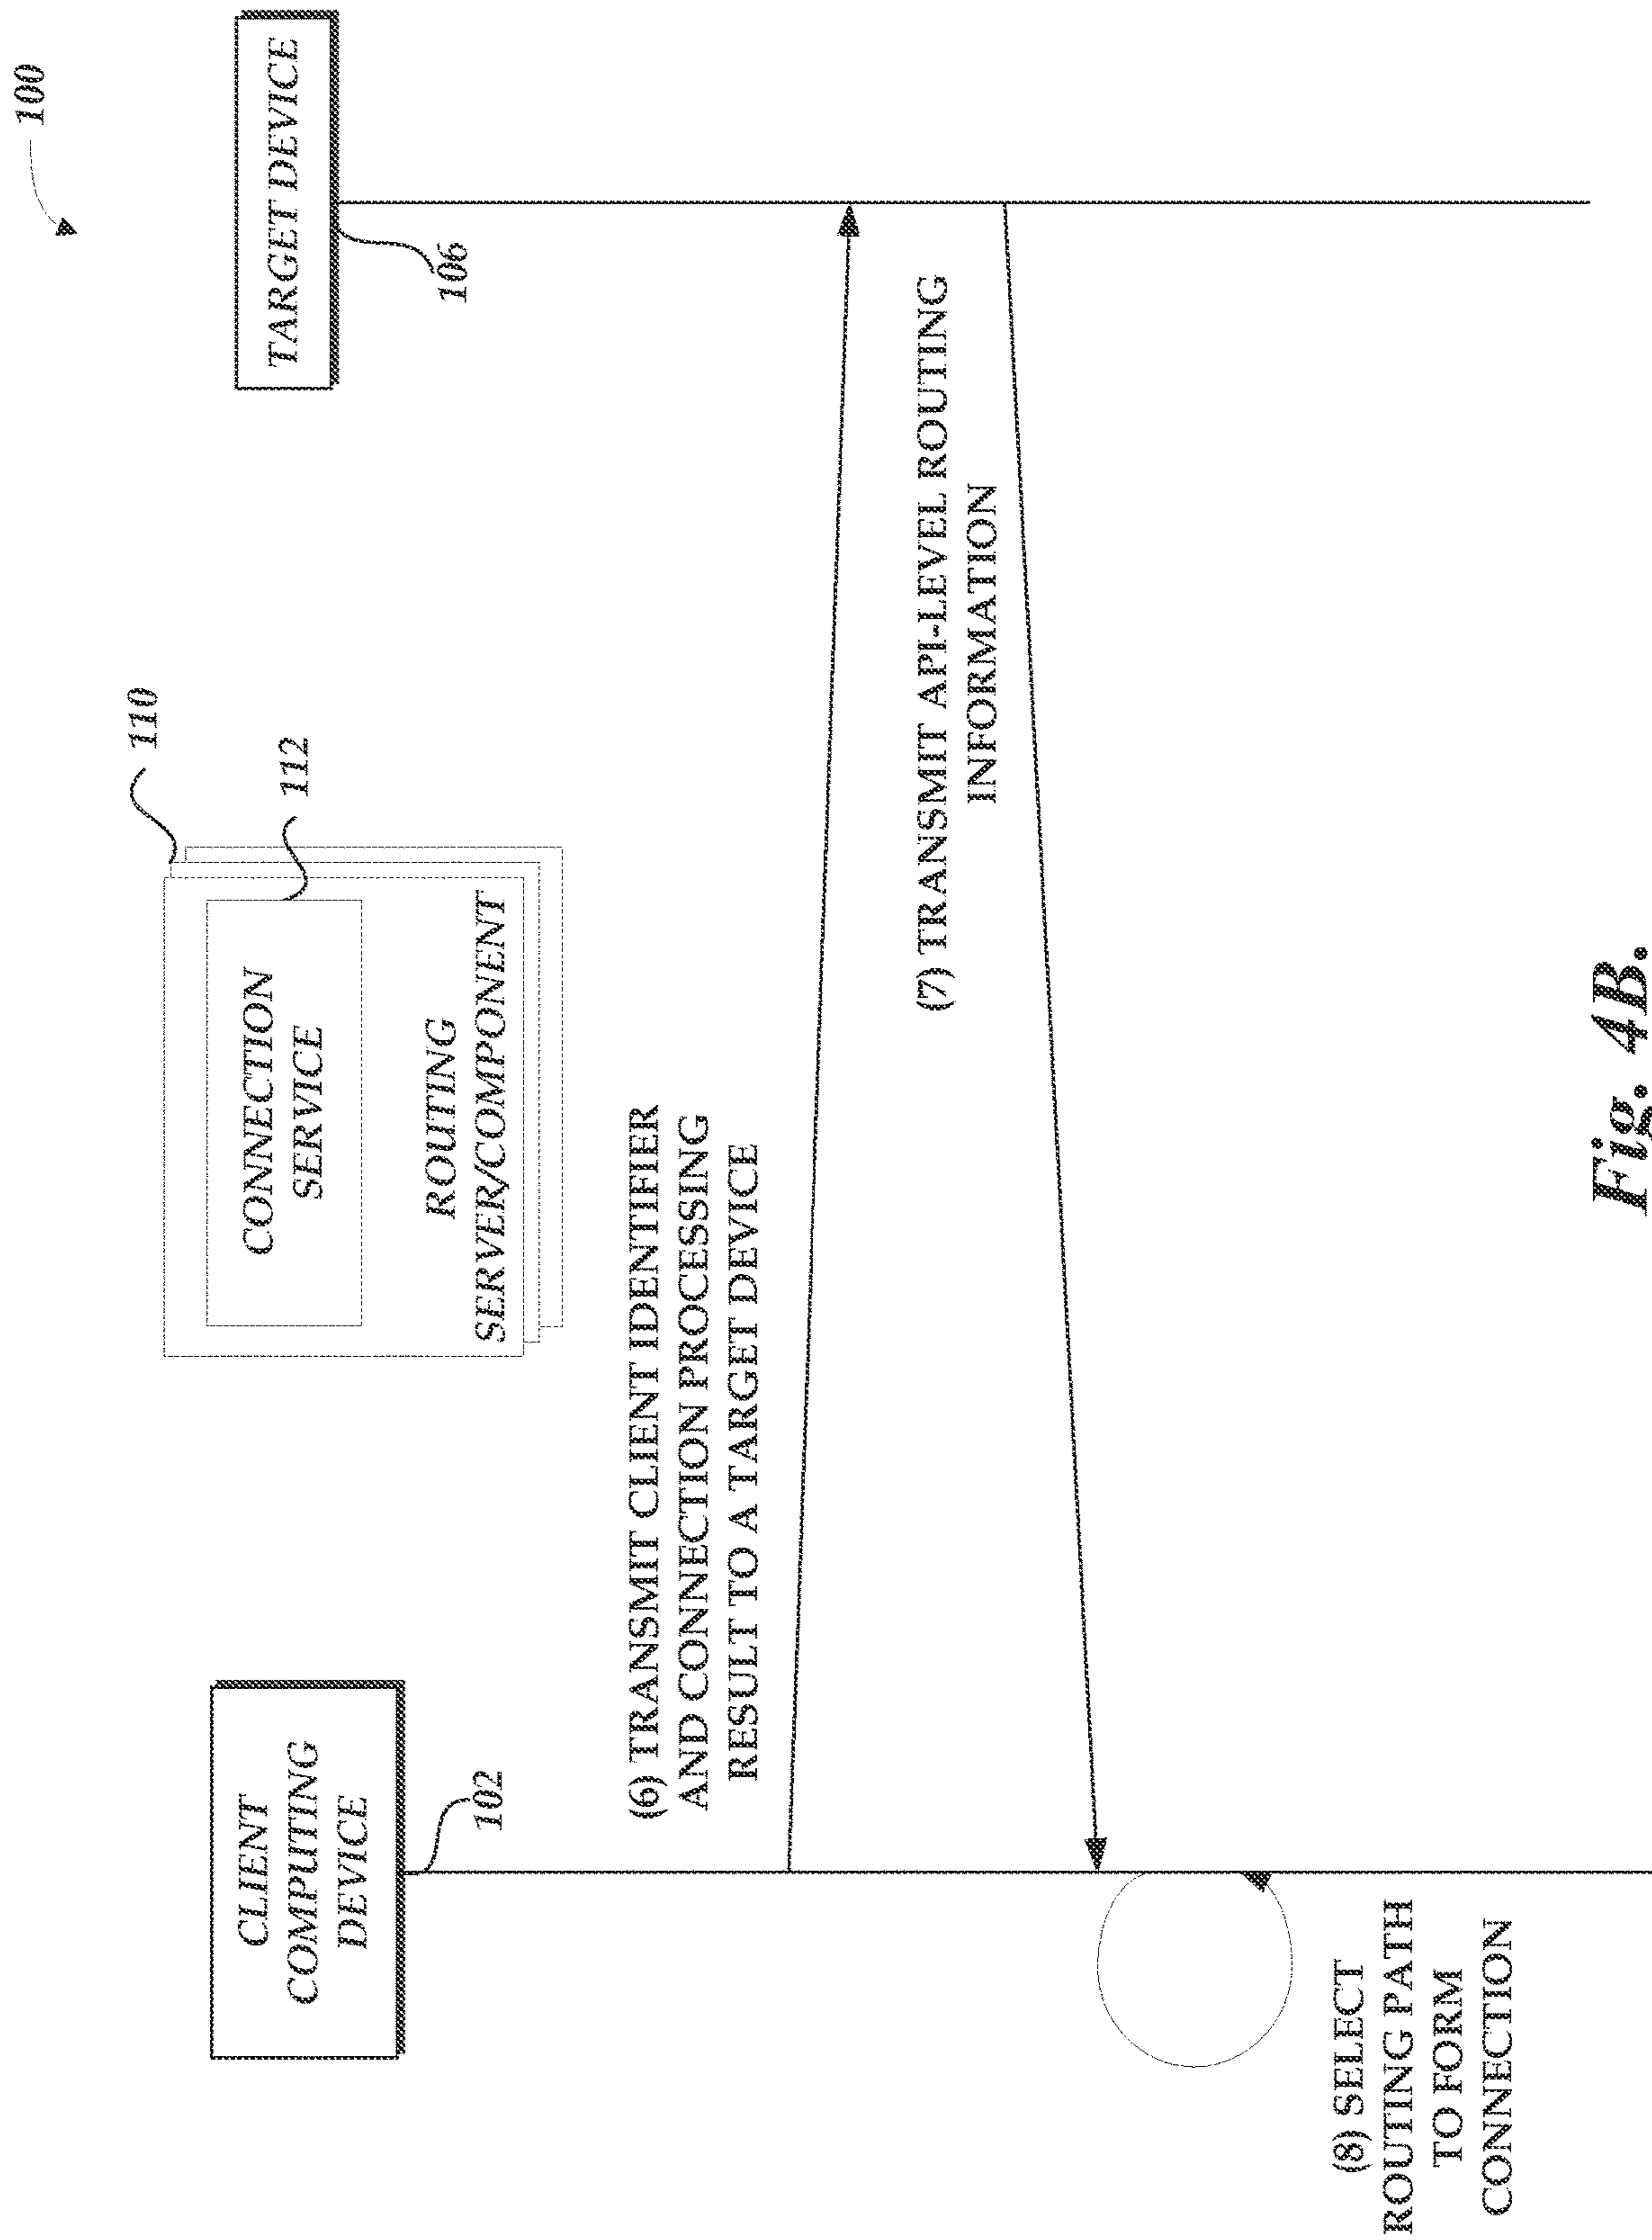 100
CLIENT
COMPUTING
DEVICE
102
110
CONNECTION
SERVICE
112
ROUTING
SERVER/COMPONENT
TARGET DEVICE
106
(6) TRANSMIT CLIENT IDENTIFIER
AND CONNECTION PROCESSING
RESULT TO A TARGET DEVICE
(7) TRANSMIT API-LEVEL ROUTING
INFORMATION
(8) SELECT
ROUTING PATH
TO FORM
CONNECTION
Fig. 4B.